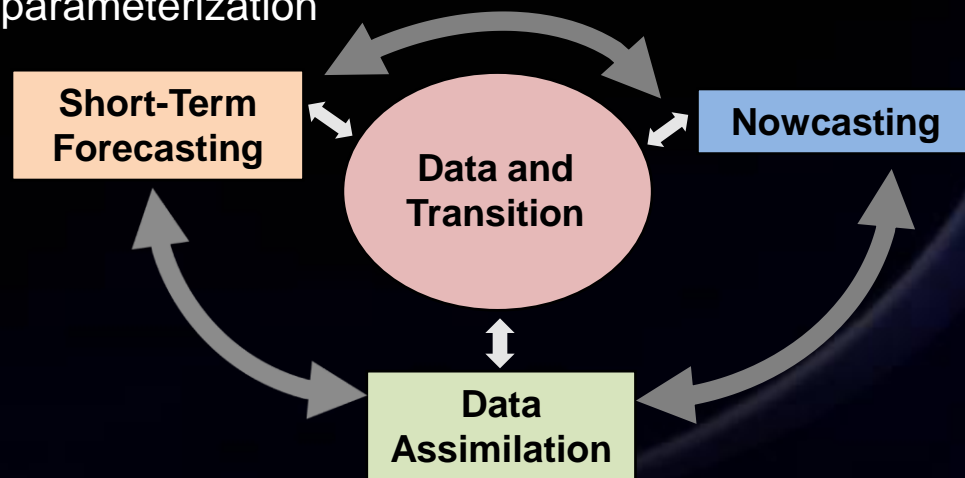 parameterization
Short-Term
Forecasting
Nowcasting
Data and
Transition
Data
Assimilation